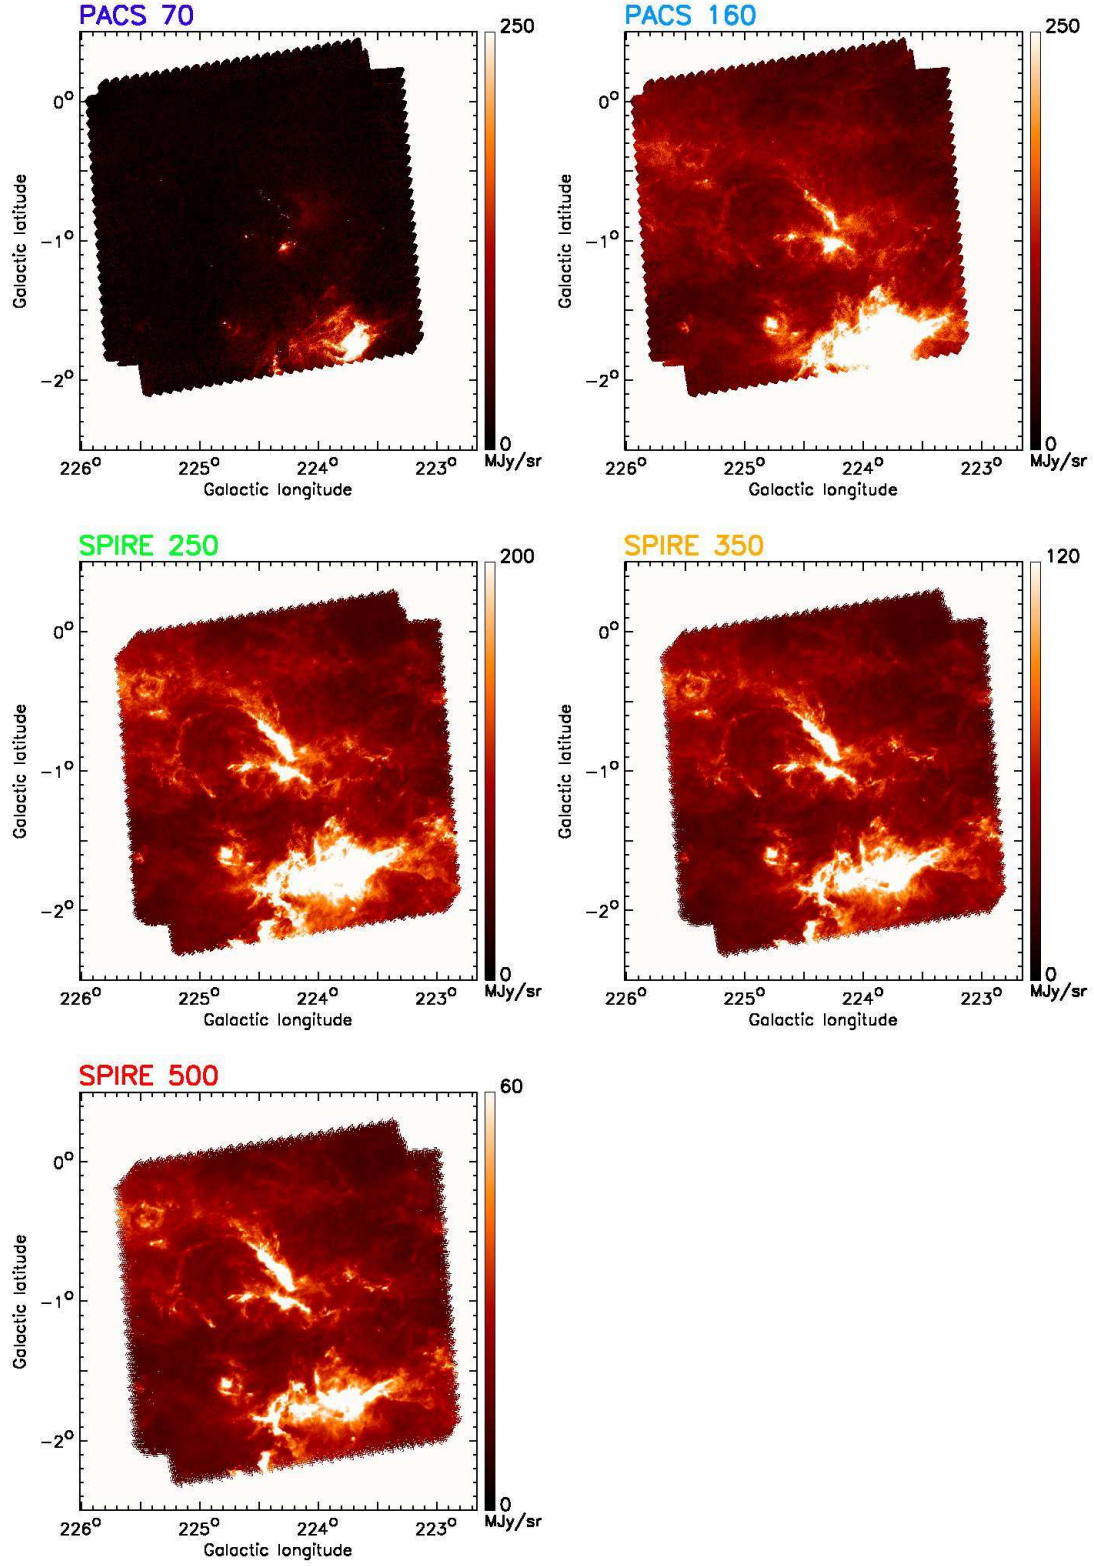 PACS 70
250
0°
−1°
−2°
Galactic latitude
0
MJy/sr
226°
225°
224°
223°
Galactic longitude
PACS 160
250
0°
−1°
−2°
Galactic latitude
0
MJy/sr
226°
225°
224°
223°
Galactic longitude
SPIRE 250
200
0°
−1°
−2°
Galactic latitude
0
MJy/sr
226°
225°
224°
223°
Galactic longitude
SPIRE 350
120
0°
−1°
−2°
Galactic latitude
0
MJy/sr
226°
225°
224°
223°
Galactic longitude
SPIRE 500
60
0°
−1°
−2°
Galactic latitude
0
MJy/sr
226°
225°
224°
223°
Galactic longitude